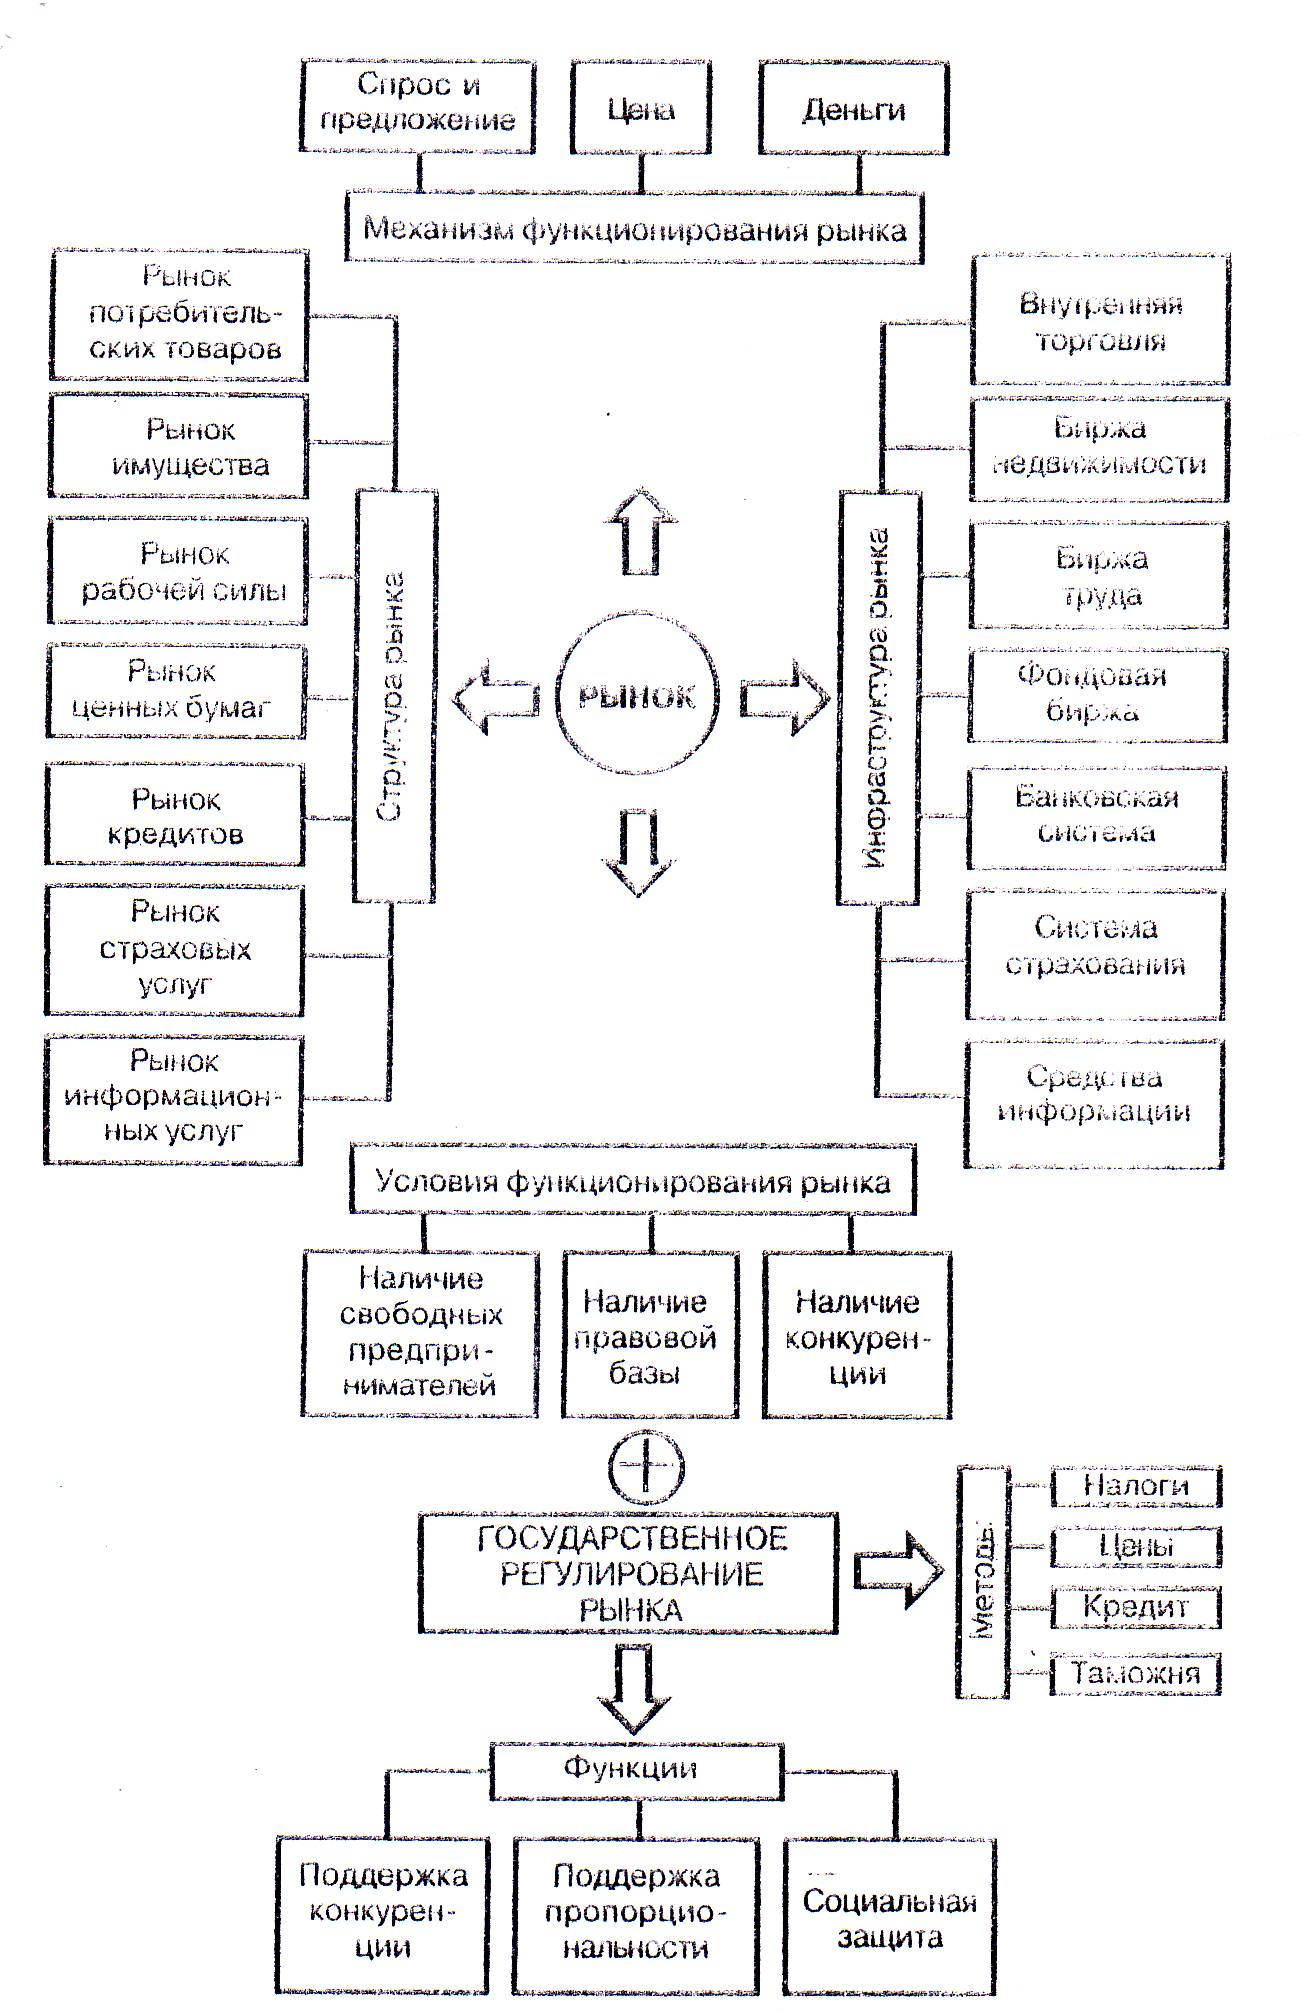 Спрос и
предложение
Цена
Деньги
Механизм функционирования рынка
Рынок
потребитель-
ских товаров
Рынок
имущества
Рынок
рабочей силы
Рынок
ценных бумаг
Рынок
кредитов
Рынок
страховых
услуг
Рынок
информацион-
ных услуг
Структура рынка
РЫНОК
Инфраструктура рынка
Внутренняя
торговля
Биржа
недвижимости
Биржа
труда
Фондовая
биржа
Банковская
система
Система
страхования
Средства
информации
Условия функционирования рынка
Наличие
свободных
предпри-
нимателей
Наличие
правовой
базы
Наличие
конкурен-
ции
ГОСУДАРСТВЕННОЕ
РЕГУЛИРОВАНИЕ
РЫНКА
Методы
Налоги
Цены
Кредит
Таможня
Функции
Поддержка
конкурен-
ции
Поддержка
пропорцио-
нальности
Социальная
защита